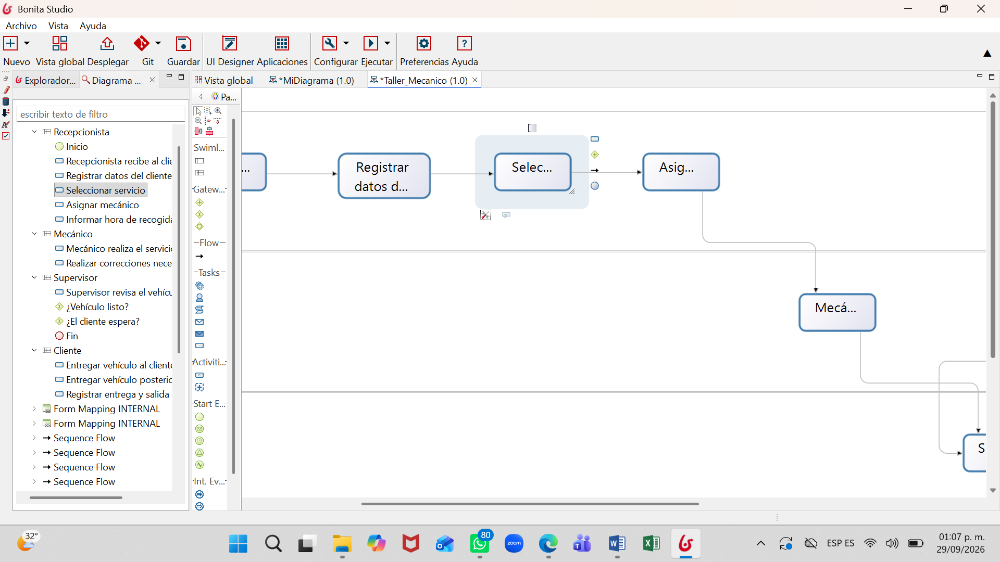 Bonita Studio
Archivo Vista Ayuda
Nuevo Vista global Desplegar Git Guardar UI Designer Aplicaciones Configurar Ejecutar Preferencias Ayuda
Explorador... Diagrama ...
Vista global *MiDiagrama (1.0) *Taller_Mecanico (1.0)
escribir texto de filtro
Recepcionista
Inicio
Recepcionista recibe al clie
Registrar datos del cliente
Seleccionar servicio
Asignar mecánico
Informar hora de recogida
Mecánico
Mecánico realiza el servicio
Realizar correcciones nece
Supervisor
Supervisor revisa el vehícu
¿Vehículo listo?
¿El cliente espera?
Fin
Cliente
Entregar vehículo al cliente
Entregar vehículo posterio
Registrar entrega y salida
Form Mapping INTERNAL
Form Mapping INTERNAL
Sequence Flow
Sequence Flow
Sequence Flow
Sequence Flow
Pa...
Swiml...
Gatew...
Flow
Tasks
Activiti...
Start E...
Int. Ev...
...
Registrar
datos d...
Selec...
Asig...
Mecá...
S
32°
80
zoom
ESP ES
01:07 p. m.
29/09/2026